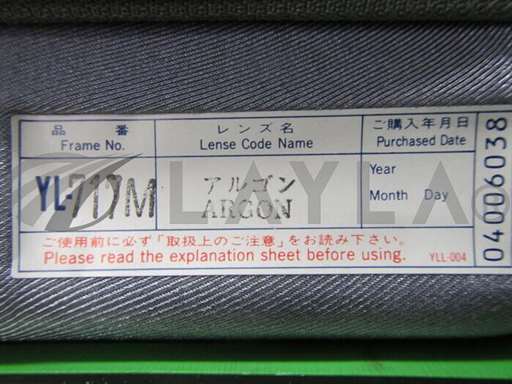 品 番
Frame No.
レンズ名
Lense Code Name
ご購入年月日
Purchased Date
YL-717M
アルゴン
ARGON
Year
Month Day
ご使用前に必ず「取扱上のご注意」をお読み下さい。
Please read the explanation sheet before using.
YLL-004
04006038
LAYLA